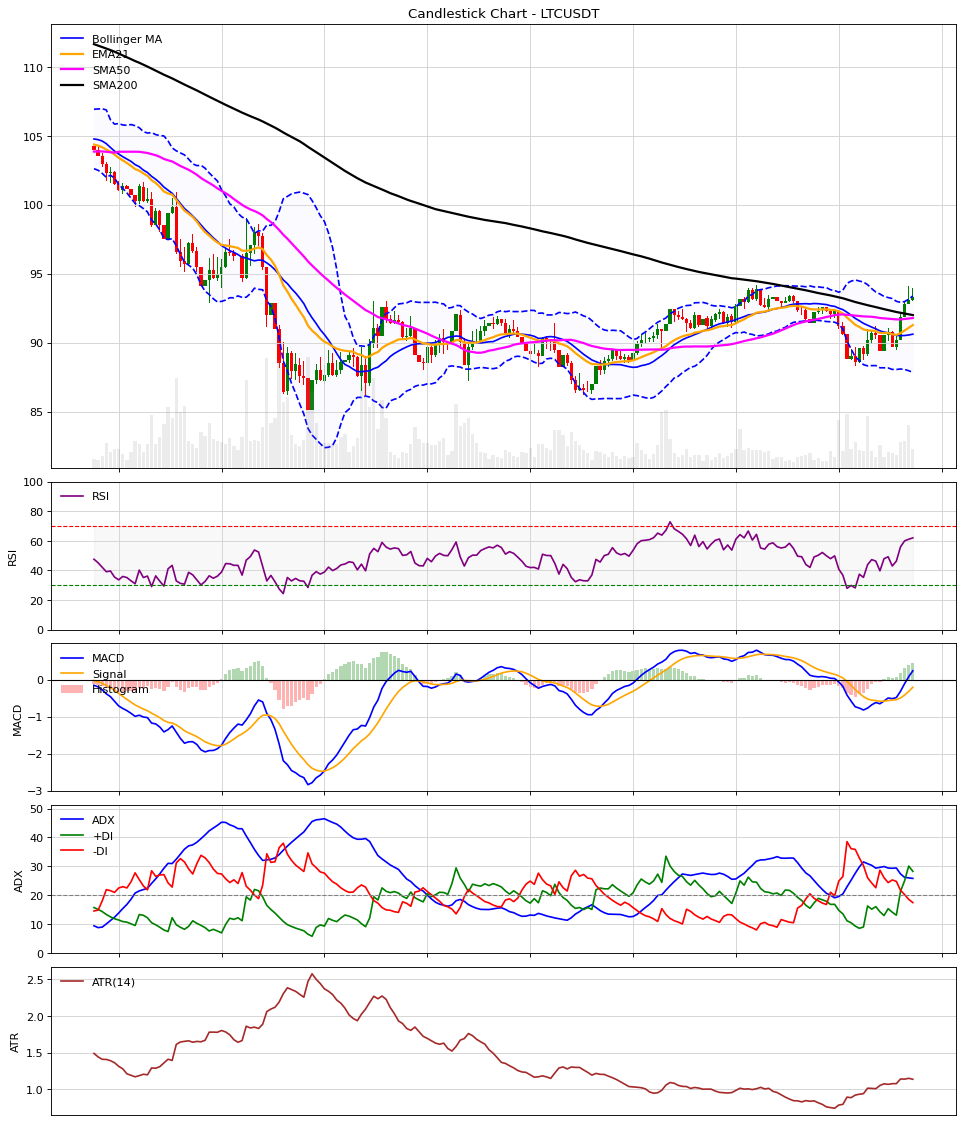 Candlestick Chart - LTCUSDT
Bollinger MA
EMA21
SMA50
SMA200
110
105
100
95
90
85
RSI
100
80
60
40
20
0
RSI
MACD
Signal
Histogram
0
−1
−2
−3
MACD
ADX
+DI
-DI
50
40
30
20
10
0
ADX
ATR(14)
2.5
2.0
1.5
1.0
ATR